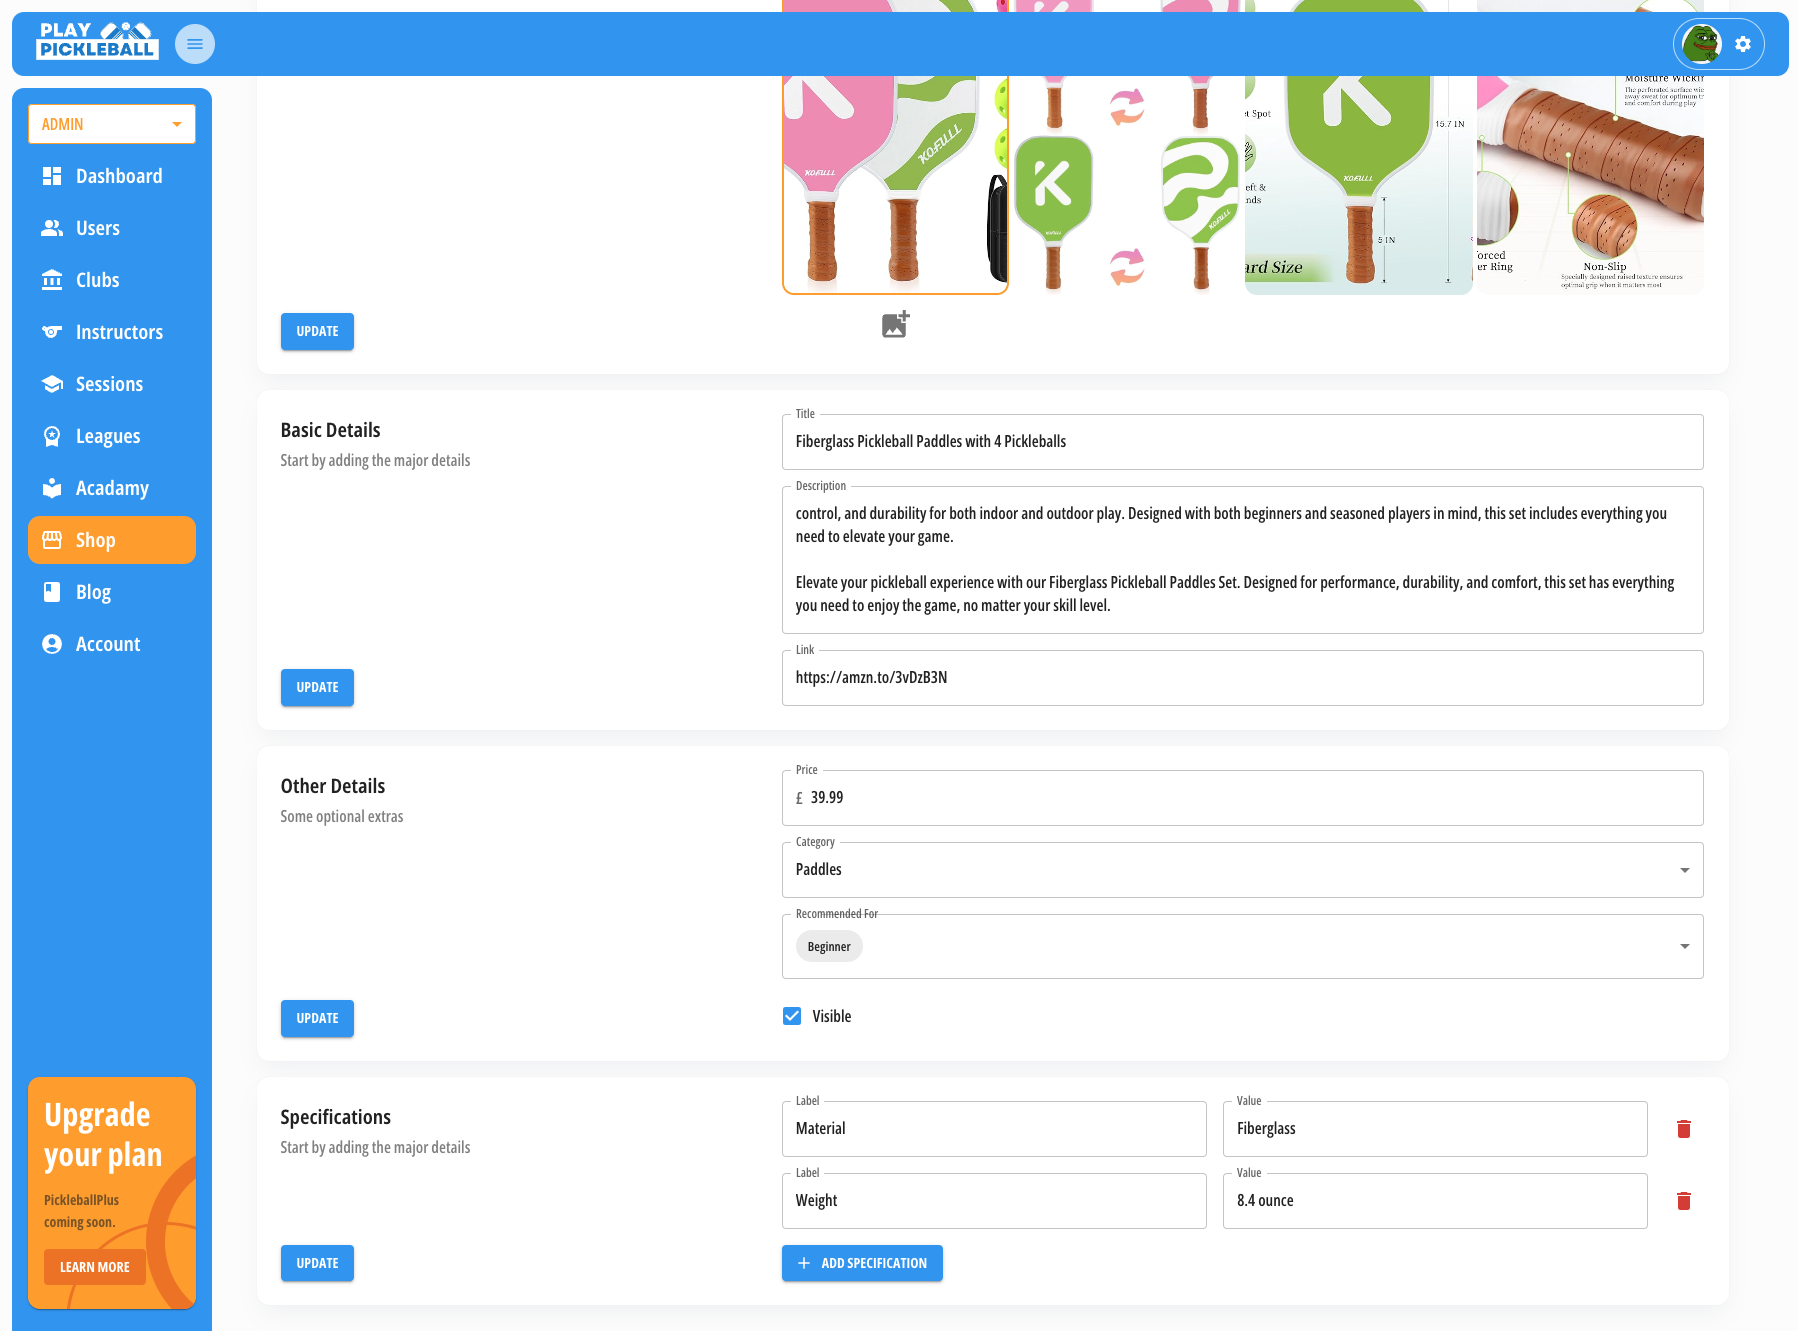 PLAY
PICKLEBALL
ADMIN
Dashboard
Users
Clubs
Instructors
Sessions
Leagues
Acadamy
Shop
Blog
Account
Upgrade
your plan
PickleballPlus
coming soon.
LEARN MORE
KOFULLL
KOFULLL
et Spot
eft &
nds
KOFULLL
15.7 IN
5 IN
ard Size
Moisture Wickin
The perforated surface wic
away sweat for optimum tr
and comfort during play
forced
er Ring
Non-Slip
Specially designed raised texture ensures
optimal grip when it matters most
UPDATE
Basic Details
Start by adding the major details
Title
Fiberglass Pickleball Paddles with 4 Pickleballs
Description
control, and durability for both indoor and outdoor play. Designed with both beginners and seasoned players in mind, this set includes everything you
need to elevate your game.
Elevate your pickleball experience with our Fiberglass Pickleball Paddles Set. Designed for performance, durability, and comfort, this set has everything
you need to enjoy the game, no matter your skill level.
Link
https://amzn.to/3vDzB3N
UPDATE
Other Details
Some optional extras
Price
£ 39.99
Category
Paddles
Recommended For
Beginner
Visible
UPDATE
Specifications
Start by adding the major details
Label
Material
Value
Fiberglass
Label
Weight
Value
8.4 ounce
UPDATE
ADD SPECIFICATION